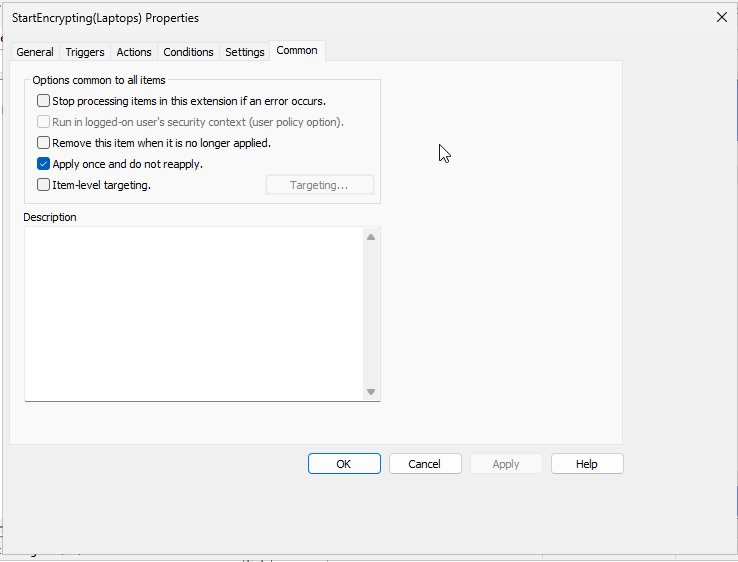 StartEncrypting(Laptops) Properties
General Triggers Actions Conditions Settings Common
Options common to all items
Stop processing items in this extension if an error occurs.
Run in logged-on user's security context (user policy option).
Remove this item when it is no longer applied.
Apply once and do not reapply.
Item-level targeting. Targeting...
Description
OK Cancel Apply Help